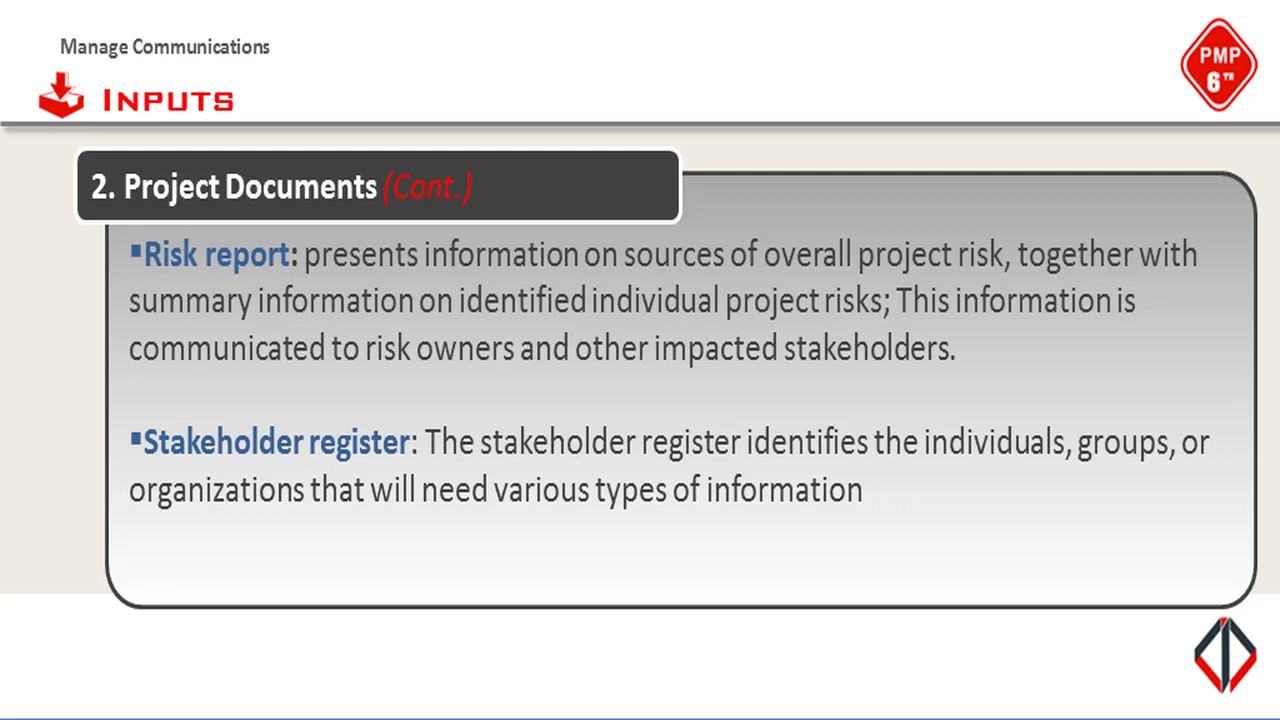 Manage Communications
PMP
6TH
INPUTS
2. Project Documents (Cont.)
▪Risk report: presents information on sources of overall project risk, together with
summary information on identified individual project risks; This information is
communicated to risk owners and other impacted stakeholders.
▪Stakeholder register: The stakeholder register identifies the individuals, groups, or
organizations that will need various types of information